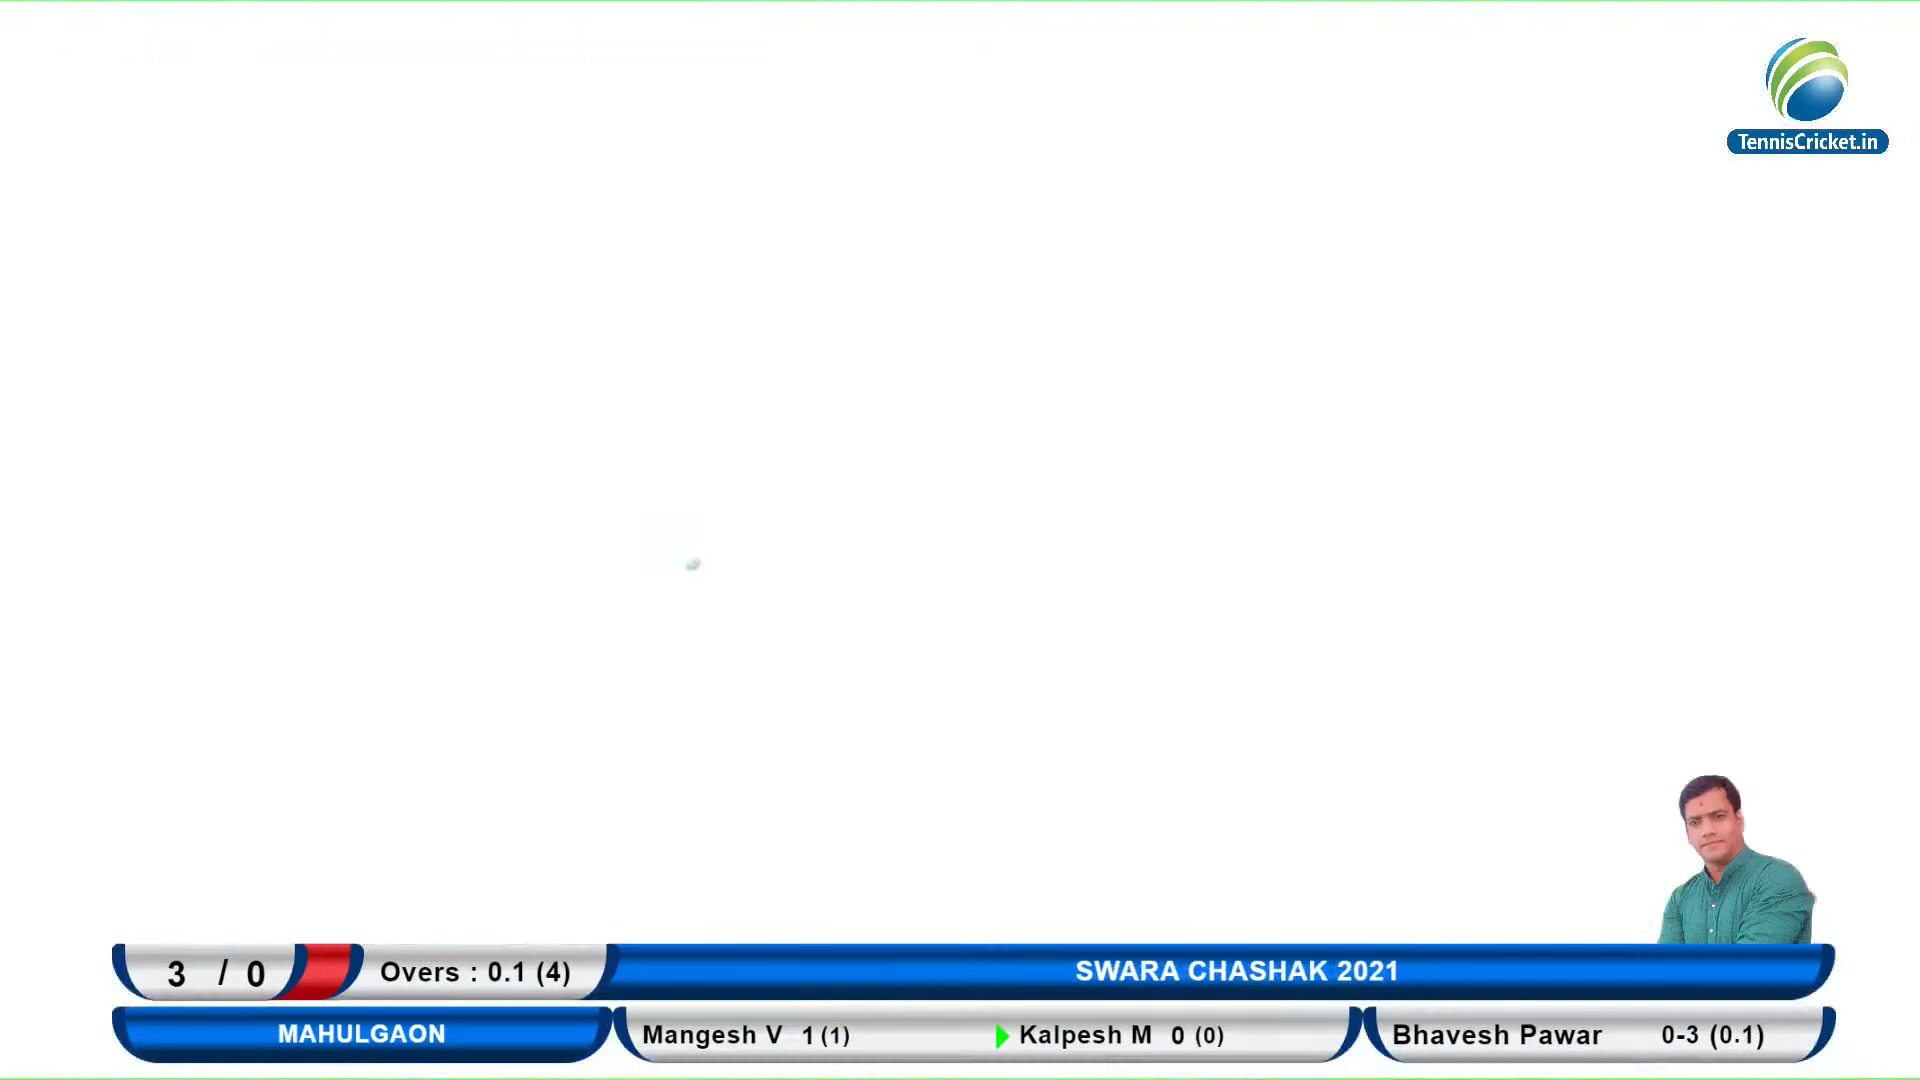 TennisCricket.in
3 / 0 Overs : 0.1 (4) SWARA CHASHAK 2021
MAHULGAON Mangesh V 1 (1) Kalpesh M 0 (0) Bhavesh Pawar 0-3 (0.1)